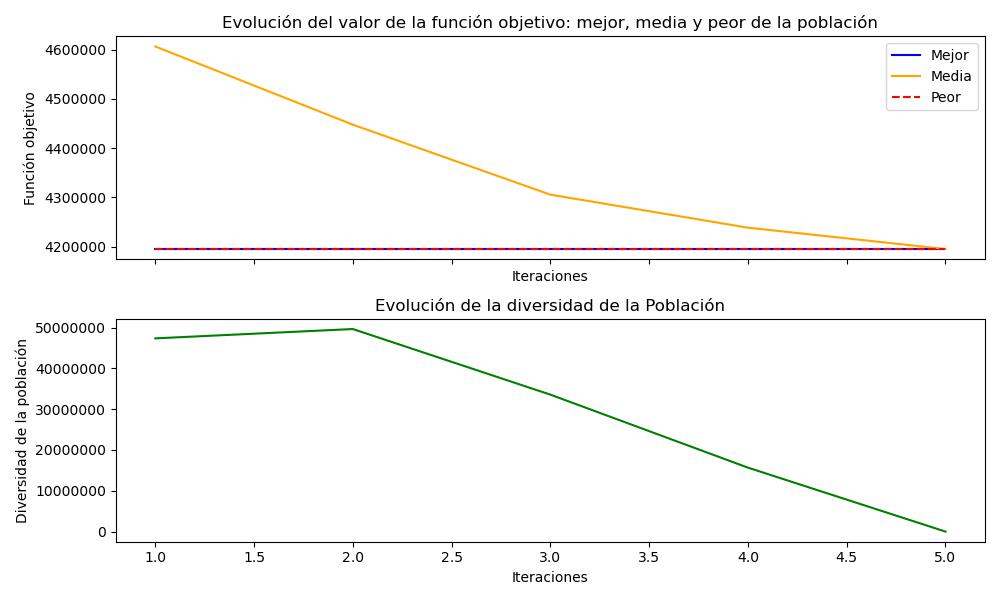 Evolución del valor de la función objetivo: mejor, media y peor de la población
4600000
4500000
4400000
4300000
4200000
Función objetivo
Mejor
Media
Peor
Iteraciones
Evolución de la diversidad de la Población
50000000
40000000
30000000
20000000
10000000
0
Diversidad de la población
1.0 1.5 2.0 2.5 3.0 3.5 4.0 4.5 5.0
Iteraciones